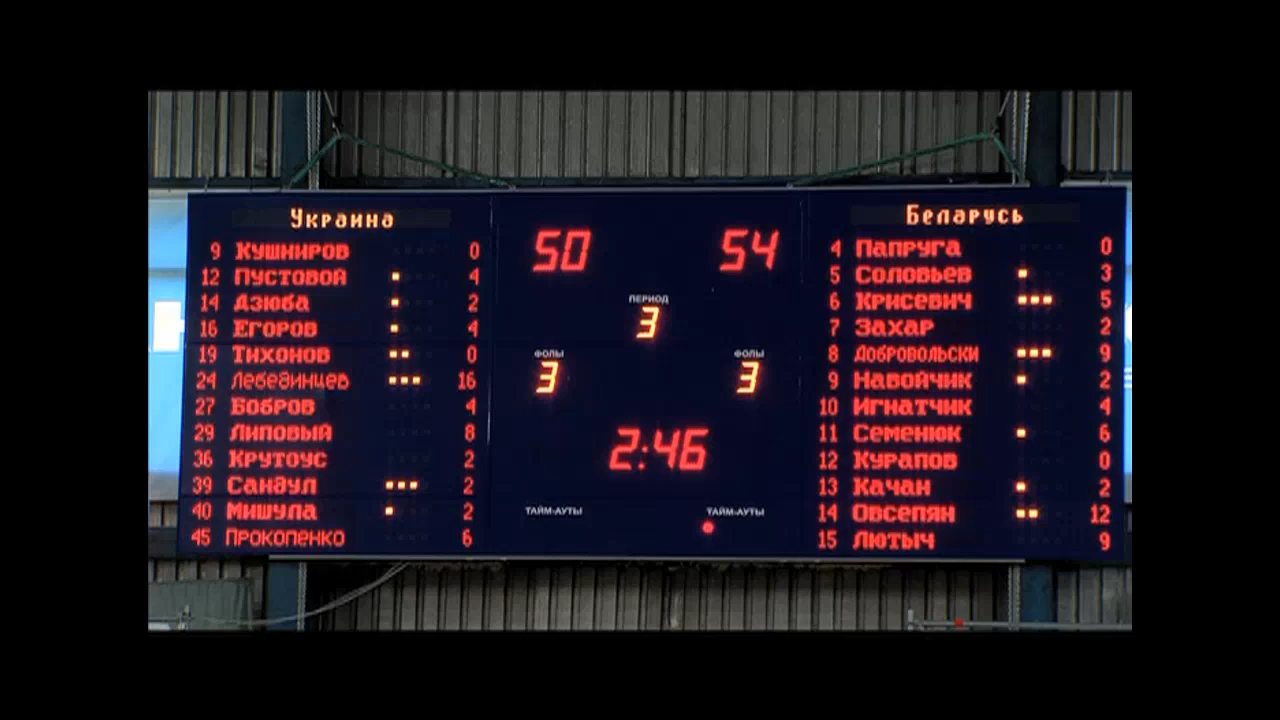 Украина
9 Кушниров 0
12 Пустовой 4
14 Дзюба 2
16 Егоров 4
19 Тихонов 0
24 Лебединцев 16
27 Бобров 4
29 Липовый 8
36 Крутоус 2
39 Сандул 2
40 Мишула 2
45 Прокопенко 6
50 54
ПЕРИОД
3
ФОЛЫ ФОЛЫ
3 3
2:46
ТАЙМ-АУТЫ ТАЙМ-АУТЫ
Беларусь
4 Папруга 0
5 Соловьев 3
6 Крисевич 5
7 Захар 2
8 ДОБРОВОЛЬСКИ 9
9 Навойчик 2
10 Игнатчик 4
11 Семенюк 6
12 Курапов 0
13 Качан 2
14 Овсепян 12
15 Лютыч 9